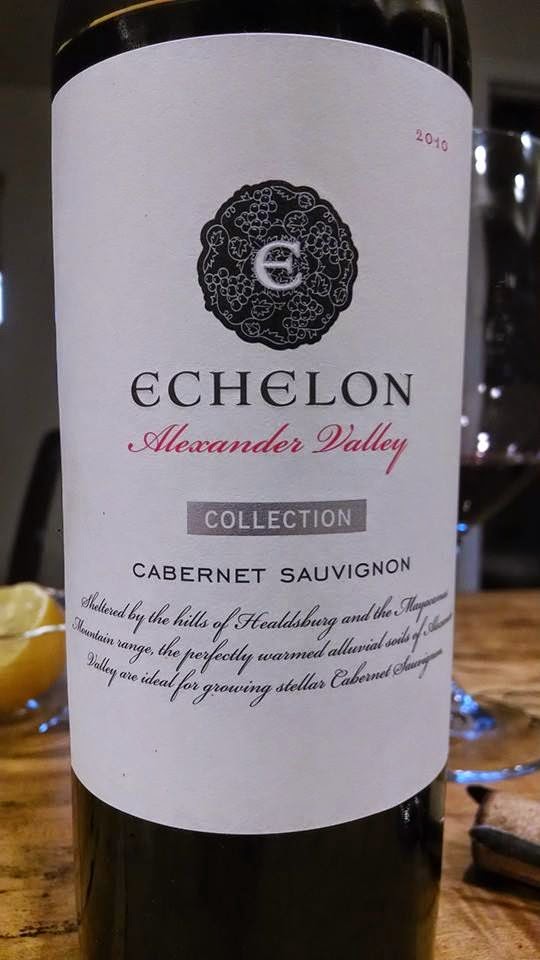 2010
E
ECHELON
Alexander Valley
COLLECTION
CABERNET SAUVIGNON
Sheltered by the hills of Healdsburg and the Mayacamas
Mountain range, the perfectly warmed alluvial soils of Alexander
Valley are ideal for growing stellar Cabernet Sauvignon.